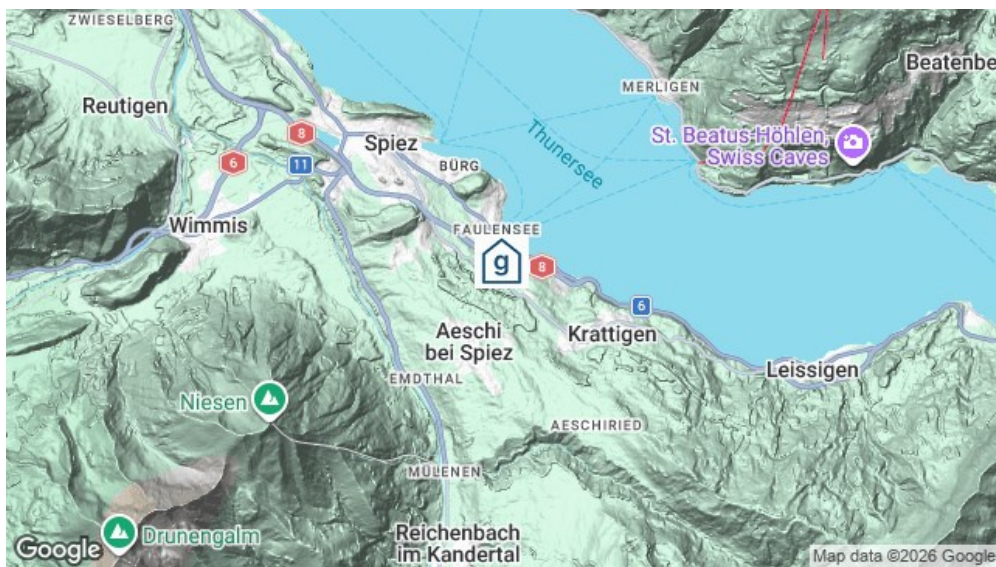 ZWIESELBERG
Reutigen
8
6
11
Spiez
BÜRG
Wimmis
FAULENSEE
g
8
6
MERLIGEN
Thunersee
Beatenbe
St. Beatus-Höhlen,
Swiss Caves
Aeschi
bei Spiez
Krattigen
Leissigen
EMDTHAL
Niesen
AESCHIRIED
MÜLENEN
Drunengalm
Reichenbach
im Kandertal
Google
Map data ©2026 Google